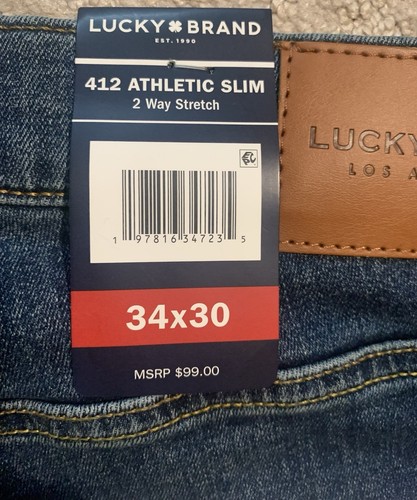 LUCKY BRAND
EST. 1990
412 ATHLETIC SLIM
2 Way Stretch
1 97816 34723 5
34x30
MSRP $99.00
LUCKY
LOS A